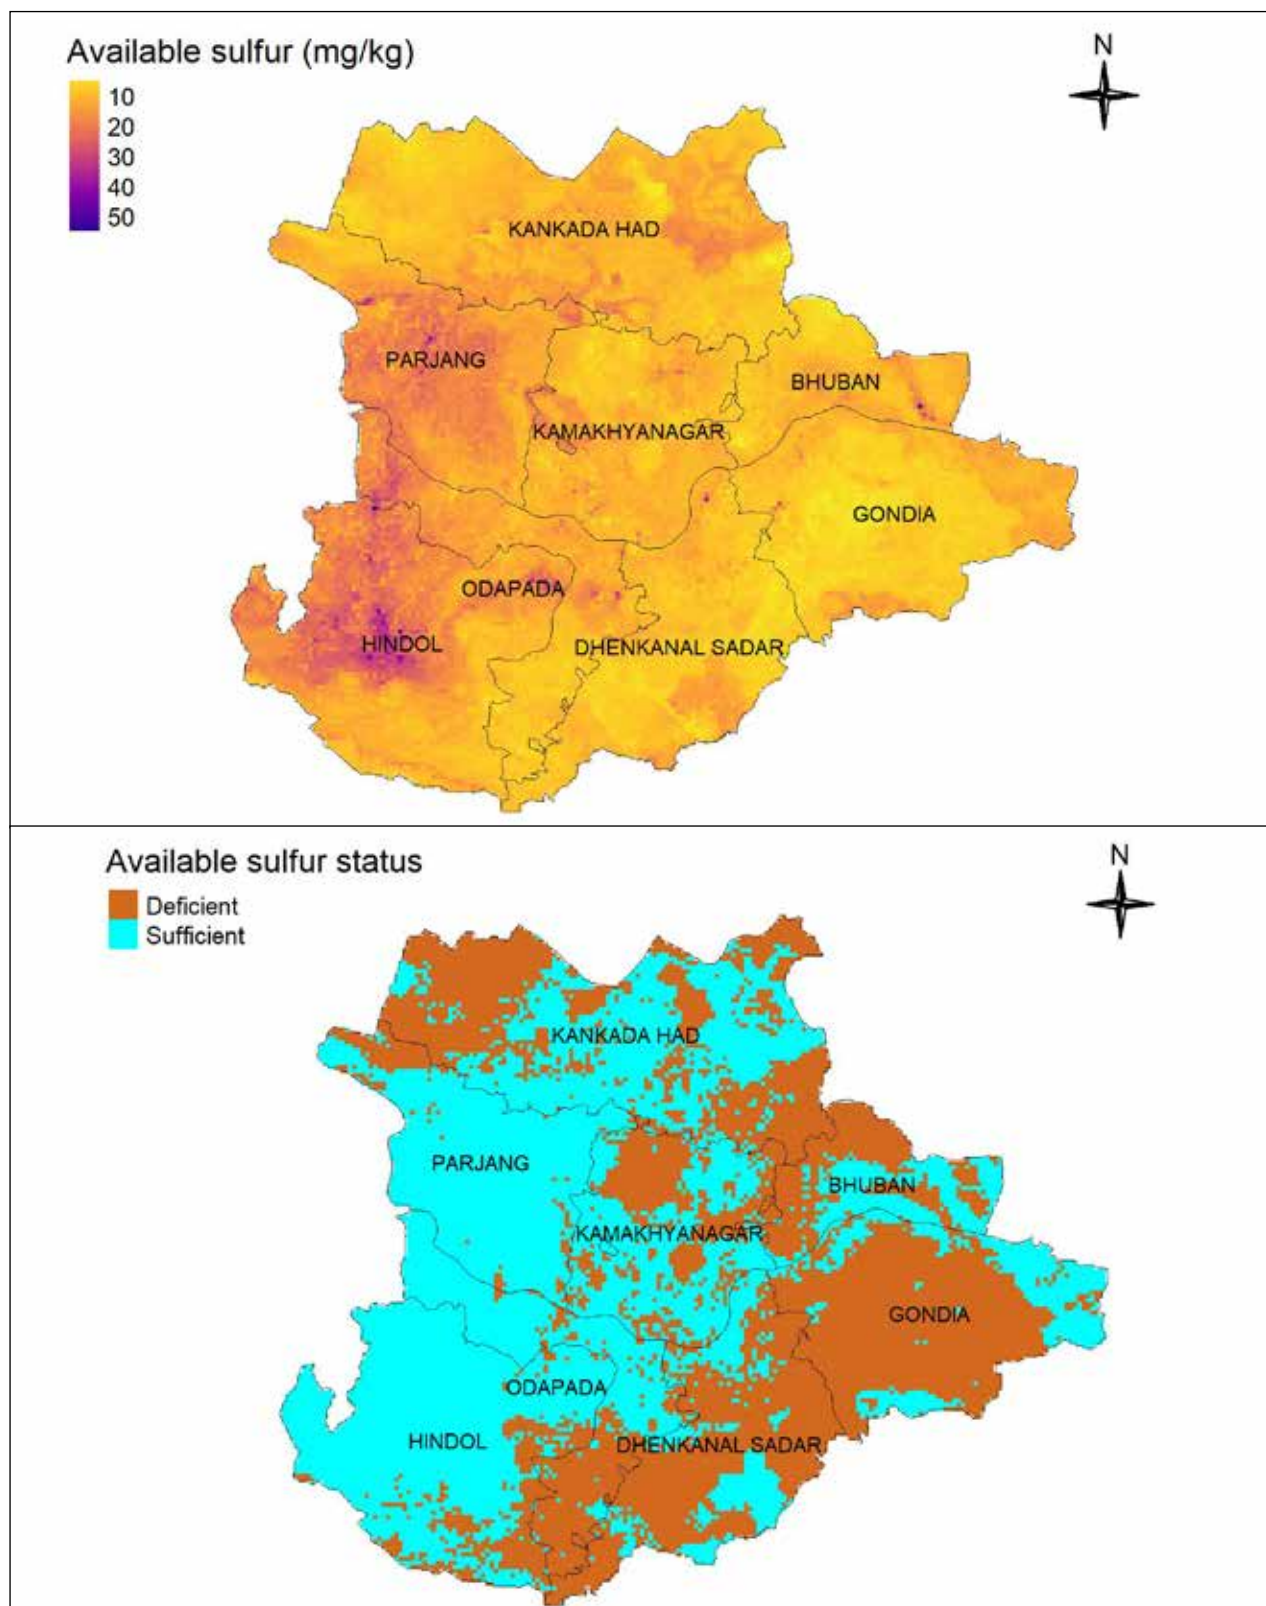 Available sulfur (mg/kg)
N
10
20
30
40
50
KANKADA HAD
PARJANG
BHUBAN
KAMAKHYANAGAR
GONDIA
ODAPADA
HINDOL
DHENKANAL SADAR
Available sulfur status
N
Deficient
Sufficient
KANKADA HAD
PARJANG
BHUBAN
KAMAKHYANAGAR
GONDIA
ODAPADA
HINDOL
DHENKANAL SADAR